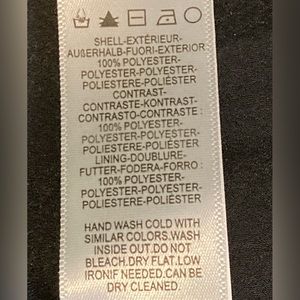 SHELL-EXTÉRIEUR-
AUßERHALB-FUORI-EXTERIOR
100% POLYESTER-
POLYESTER-POLYESTER-
POLIESTERE-POLIÉSTER
CONTRAST-
CONTRASTE-KONTRAST-
CONTRASTO-CONTRASTE :
100% POLYESTER-
POLYESTER-POLYESTER-
POLIESTERE-POLIÉSTER
LINING-DOUBLURE-
FUTTER-FODERA-FORRO :
100% POLYESTER-
POLYESTER-POLYESTER-
POLIESTERE-POLIÉSTER
HAND WASH COLD WITH
SIMILAR COLORS.WASH
INSIDE OUT.DO NOT
BLEACH.DRY FLAT.LOW
IRONIF NEEDED.CAN BE
DRY CLEANED.